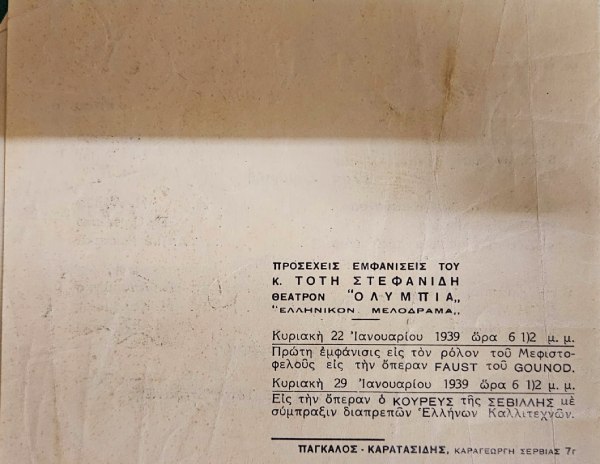 ΠΡΟΣΕΧΕΙΣ ΕΜΦΑΝΙΣΕΙΣ ΤΟΥ
Κ. ΤΟΤΗ ΣΤΕΦΑΝΙΔΗ
ΘΕΑΤΡΟΝ "ΟΛΥΜΠΙΑ„
"ΕΛΛΗΝΙΚΟΝ ΜΕΛΟΔΡΑΜΑ„
Κυριακὴ 22 Ἰανουαρίου 1939 ὥρα 6 1)2 μ. μ.
Πρώτη ἐμφάνισις εἰς τὸν ρόλον τοῦ Μεφιστο-
φελοῦς εἰς τὴν ὄπεραν FAUST τοῦ GOUNOD.
Κυριακὴ 29 Ἰανουαρίου 1939 ὥρα 6 1)2 μ. μ.
Εἰς τὴν ὄπεραν ὁ ΚΟΥΡΕΥΣ τῆς ΣΕΒΙΛΛΗΣ μὲ
σύμπραξιν διαπρεπῶν Ἑλλήνων Καλλιτεχνῶν.
ΠΑΓΚΑΛΟΣ - ΚΑΡΑΤΑΣΙΔΗΣ, ΚΑΡΑΓΕΩΡΓΗ ΣΕΡΒΙΑΣ 7γ